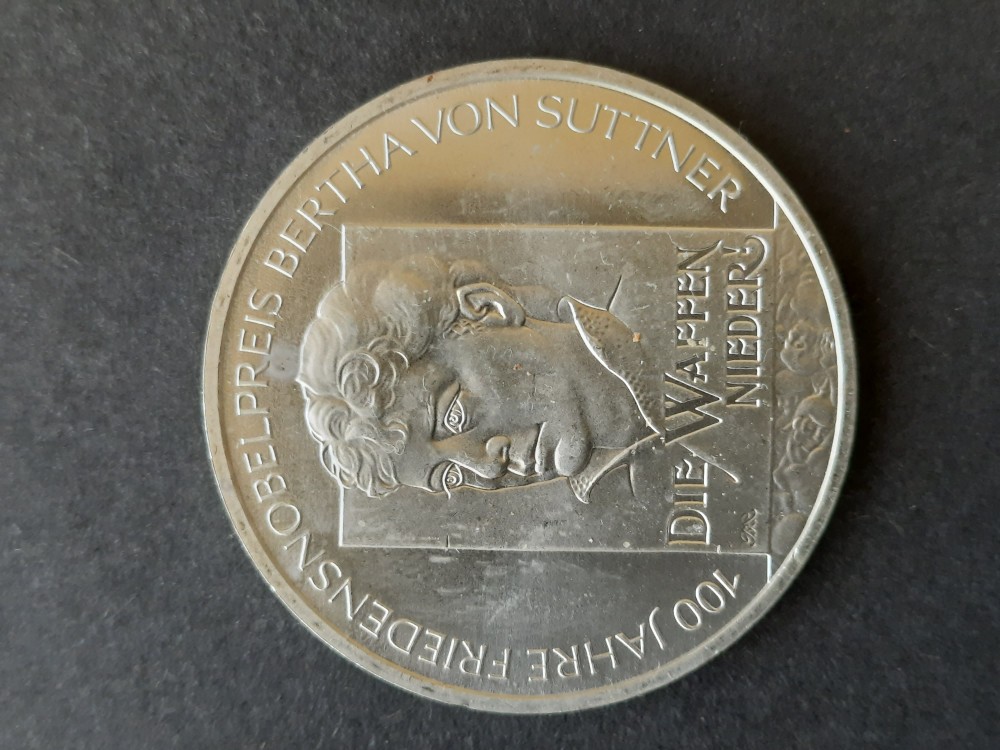 100 JAHRE FRIEDENSNOBELPREIS BERTHA VON SUTTNER
DIE WAFFEN
NIEDER!